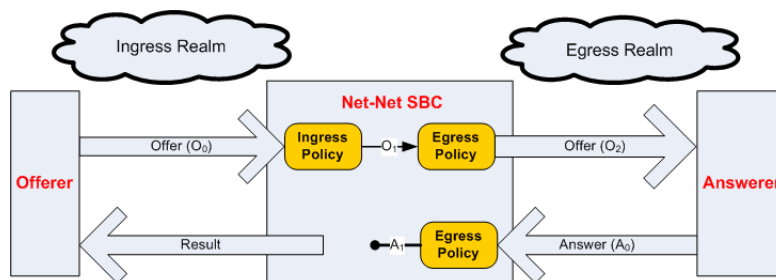 Ingress Realm
Egress Realm
Net-Net SBC
Offerer
Offer (O₀)
Ingress
Policy
O₁
Egress
Policy
Offer (O₂)
Answerer
Result
A₁
Egress
Policy
Answer (A₀)